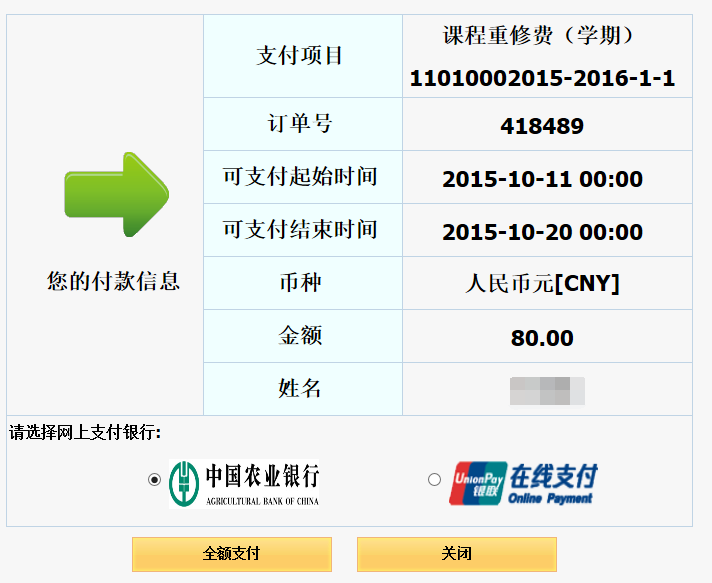 支付项目
课程重修费（学期）
11010002015-2016-1-1
订单号
418489
可支付起始时间
2015-10-11 00:00
可支付结束时间
2015-10-20 00:00
您的付款信息
币种
人民币元[CNY]
金额
80.00
姓名
请选择网上支付银行:
中国农业银行
AGRICULTURAL BANK OF CHINA
UnionPay
银联
在线支付
Online Payment
全额支付
关闭